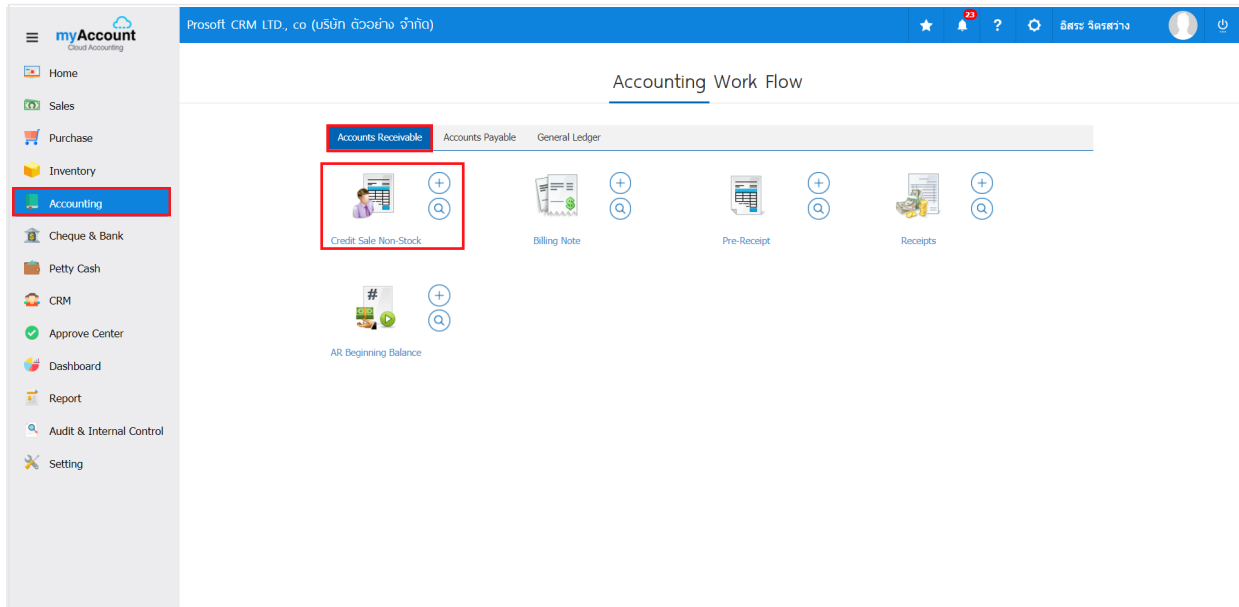 myAccount
Cloud Accounting
Prosoft CRM LTD., co (บริษัท ตัวอย่าง จำกัด)
23
?
อิสระ จิตรสว่าง
Home
Sales
Purchase
Inventory
Accounting
Cheque & Bank
Petty Cash
CRM
Approve Center
Dashboard
Report
Audit & Internal Control
Setting
Accounting Work Flow
Accounts Receivable Accounts Payable General Ledger
Credit Sale Non-Stock Billing Note Pre-Receipt Receipts
#
AR Beginning Balance